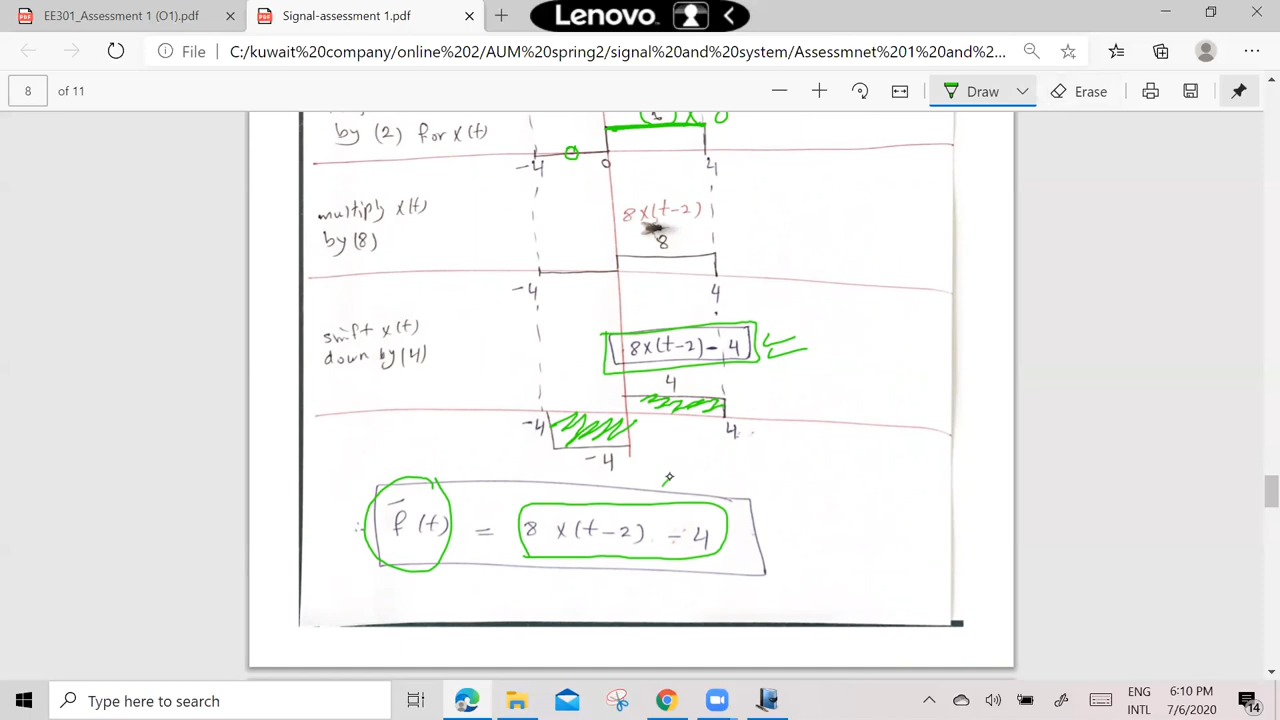 EE301_Assessment 1 (O1).pdf
Signal-assessment 1.pdf
Lenovo
File
C:/kuwait%20company/online%202/AUM%20spring2/signal%20and%20system/Assessmnet%201%20and%2...
8 of 11
Draw
Erase
by (2) for x(t)
-4 0 4
multiply x(t)
by (8)
8x(t-2)
8
-4 4
shift x(t)
down by (4)
8x(t-2) - 4
4
-4 4
-4
∴ f(t) = 8 x(t-2) - 4
Type here to search
ENG
INTL
6:10 PM
7/6/2020
14